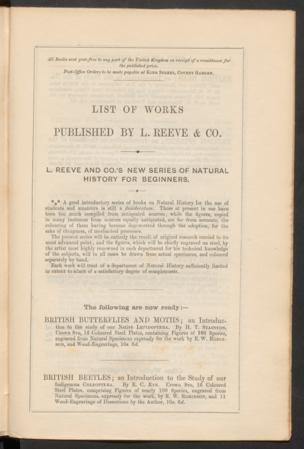 All Books sent post-free to any part of the United Kingdom on receipt of a remittance for
the published price.
Post-Office Orders to be made payable at KING STREET, COVENT GARDEN.
LIST OF WORKS
PUBLISHED BY L. REEVE & CO.
L. REEVE AND CO.'S NEW SERIES OF NATURAL
HISTORY FOR BEGINNERS.
*** A good introductory series of books on Natural History for the use of
students and amateurs is still a desideratum. Those at present in use have
been too much compiled from antiquated sources; while the figures, copied
in many instances from sources equally antiquated, are far from accurate, the
colouring of them having become degenerated through the adoption, for the
sake of cheapness, of mechanical processes.
The present series will be entirely the result of original research carried to its
most advanced point; and the figures, which will be chiefly engraved on steel, by
the artist most highly renowned in each department for his technical knowledge
of the subjects, will in all cases be drawn from actual specimens, and coloured
separately by hand.
Each work will treat of a department of Natural History sufficiently limited
in extent to admit of a satisfactory degree of completeness.
The following are now ready:—
BRITISH BUTTERFLIES AND MOTHS; an Introduc-
tion to the study of our Native LEPIDOPTERA. By H. T. STAINTON.
Crown 8vo, 16 Coloured Steel Plates, containing Figures of 100 Species,
engraved from Natural Specimens expressly for the work by E. W. ROBIN-
SON, and Wood-Engravings, 10s. 6d.
BRITISH BEETLES; an Introduction to the Study of our
Indigenous COLEOPTERA. By E. C. RYE. Crown 8vo, 16 Coloured
Steel Plates, comprising Figures of nearly 100 Species, engraved from
Natural Specimens, expressly for the work, by E. W. ROBINSON, and 11
Wood-Engravings of Dissections by the Author, 10s. 6d.